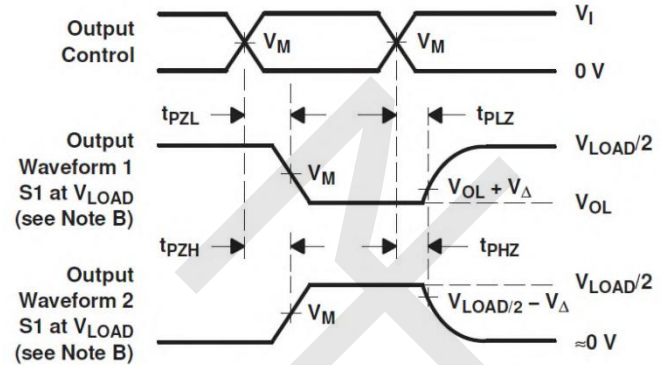 Output
Control
V_M
V_M
V_I
0 V
t_PZL
t_PLZ
Output
Waveform 1
S1 at V_LOAD
(see Note B)
V_M
V_OL + V_Δ
V_LOAD/2
V_OL
t_PZH
t_PHZ
Output
Waveform 2
S1 at V_LOAD
(see Note B)
V_M
V_LOAD/2 − V_Δ
V_LOAD/2
≈0 V